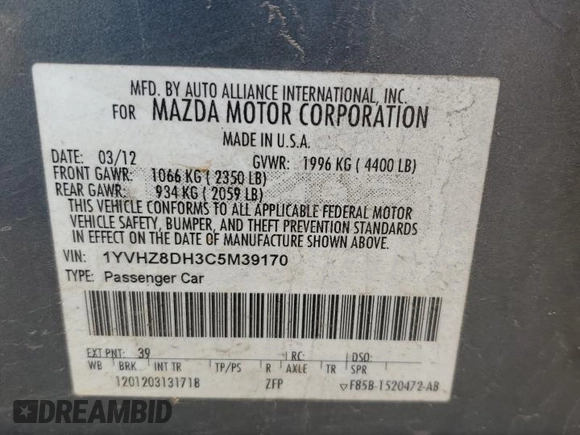 MFD. BY AUTO ALLIANCE INTERNATIONAL, INC.
FOR MAZDA MOTOR CORPORATION
MADE IN U.S.A.
DATE: 03/12 GVWR: 1996 KG ( 4400 LB)
FRONT GAWR: 1066 KG ( 2350 LB)
REAR GAWR: 934 KG ( 2059 LB)
THIS VEHICLE CONFORMS TO ALL APPLICABLE FEDERAL MOTOR
VEHICLE SAFETY, BUMPER, AND THEFT PREVENTION STANDARDS
IN EFFECT ON THE DATE OF MANUFACTURE SHOWN ABOVE.
VIN: 1YVHZ8DH3C5M39170
TYPE: Passenger Car
EXT PNT: 39 RC: DSO:
WB BRK INT TR TP/PS R AXLE TR SPR
1201203131718 ZFP F85B-1520472-AB
DREAMBID